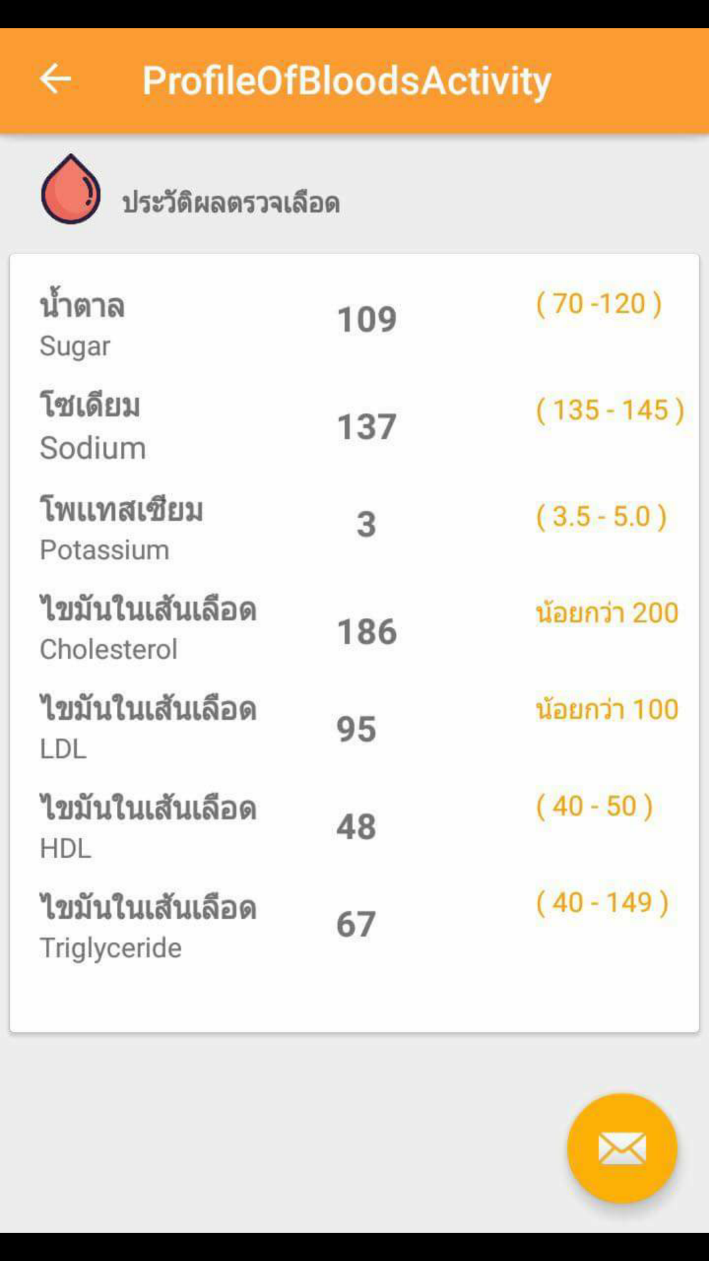 ProfileOfBloodsActivity
ประวัติผลตรวจเลือด
น้ำตาล
Sugar
109
( 70 -120 )
โซเดียม
Sodium
137
( 135 - 145 )
โพแทสเซียม
Potassium
3
( 3.5 - 5.0 )
ไขมันในเส้นเลือด
Cholesterol
186
น้อยกว่า 200
ไขมันในเส้นเลือด
LDL
95
น้อยกว่า 100
ไขมันในเส้นเลือด
HDL
48
( 40 - 50 )
ไขมันในเส้นเลือด
Triglyceride
67
( 40 - 149 )